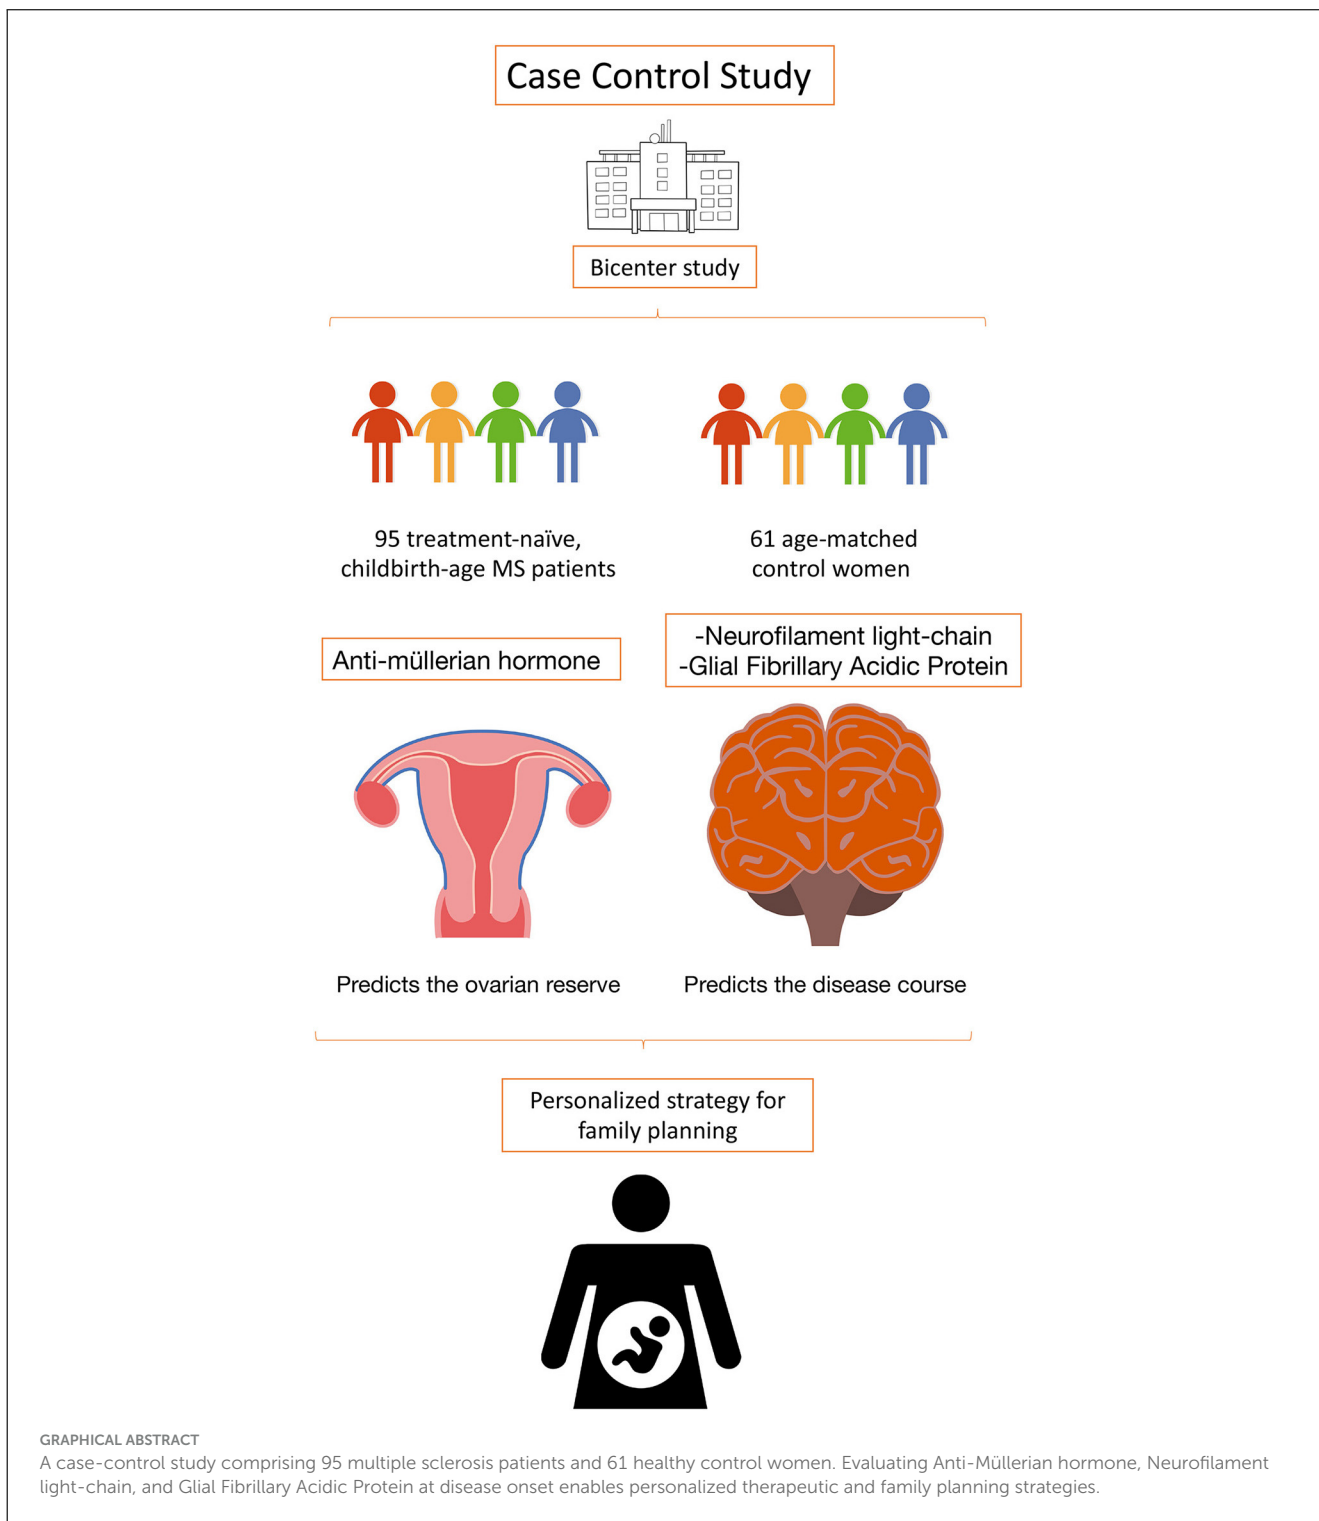 Case Control Study
Bicenter study
95 treatment-naïve,
childbirth-age MS patients
61 age-matched
control women
Anti-müllerian hormone
-Neurofilament light-chain
-Glial Fibrillary Acidic Protein
Predicts the ovarian reserve
Predicts the disease course
Personalized strategy for
family planning
GRAPHICAL ABSTRACT
A case-control study comprising 95 multiple sclerosis patients and 61 healthy control women. Evaluating Anti-Müllerian hormone, Neurofilament
light-chain, and Glial Fibrillary Acidic Protein at disease onset enables personalized therapeutic and family planning strategies.